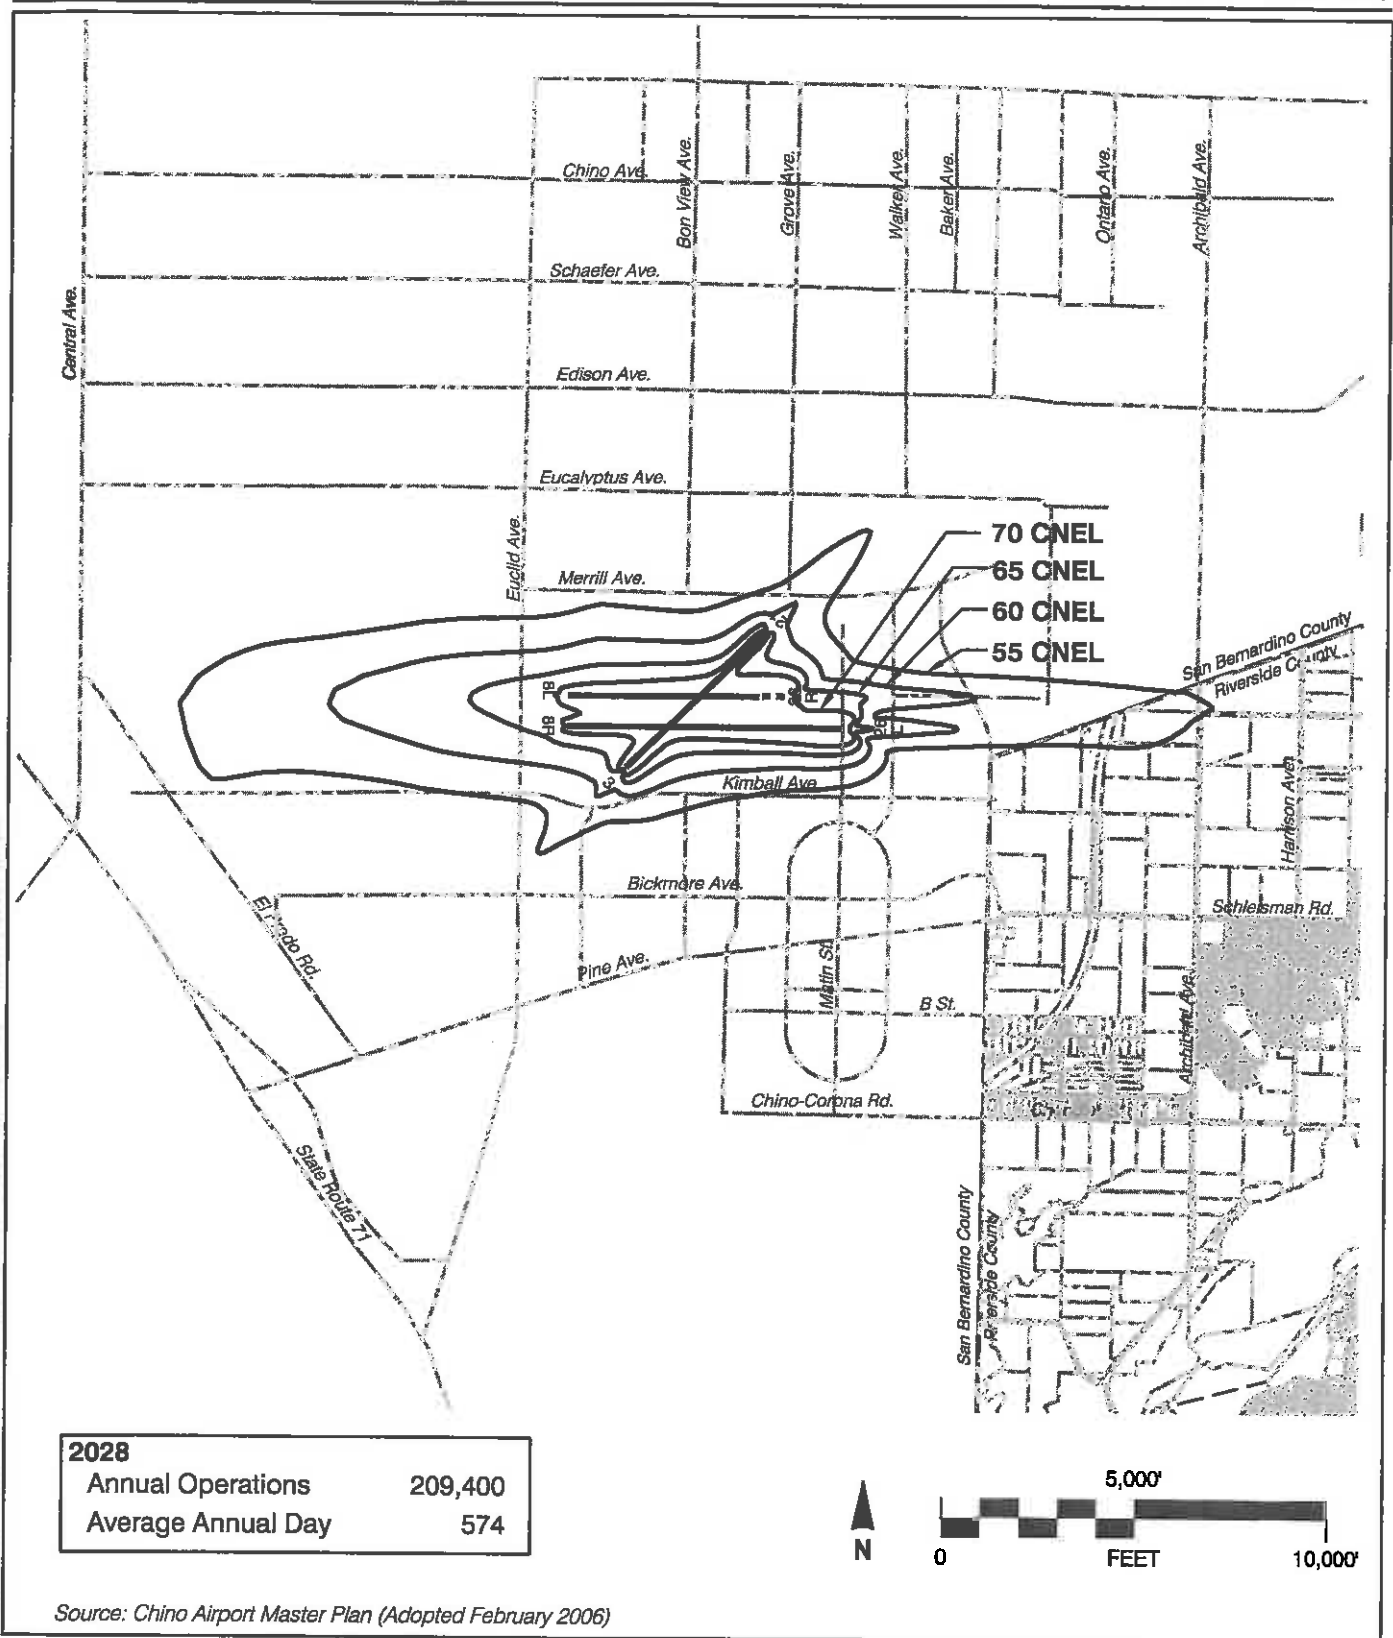 Chino Ave.
Bon View Ave.
Grove Ave.
Walker Ave.
Baker Ave.
Ontario Ave.
Archibald Ave.
Schaefer Ave.
Central Ave.
Edison Ave.
Eucalyptus Ave.
Euclid Ave.
Merrill Ave.
70 CNEL
65 CNEL
60 CNEL
55 CNEL
San Bernardino County
Riverside County
8L
8R
Kimball Ave.
Harrison Ave.
Bickmore Ave.
Schleisman Rd.
El Prado Rd.
Pine Ave.
B St.
Archibald Ave.
Chino-Corona Rd.
State Route 71
San Bernardino County
Riverside County
2028
Annual Operations 209,400
Average Annual Day 574
N
5,000'
0 FEET 10,000'
Source: Chino Airport Master Plan (Adopted February 2006)